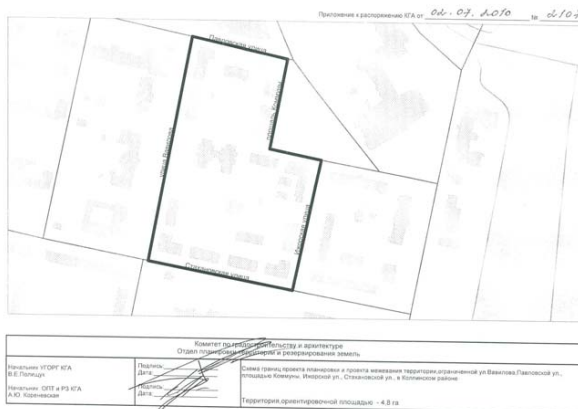 Приложение к распоряжению КГА от 02.07.2010 №
Павловская улица
площадь Коммуны
улица Вавилова
Ижорская улица
Стахановская улица
Комитет по градостроительству и архитектуре
Отдел планировки территории и резервирования земель
Начальник УГОРГ КГА
В.Е.Полищук
Подпись:
Дата:
Начальник ОПТ и РЗ КГА
А.Ю. Корачевская
Подпись:
Дата:
Схема границ проекта планировки и проекта межевания территории,ограниченной ул.Вавилова,Павловской ул.,
площадью Коммуны, Ижорской ул., Стахановской ул., в Колпинском районе
Территория,ориентировочной площадью - 4,8 га